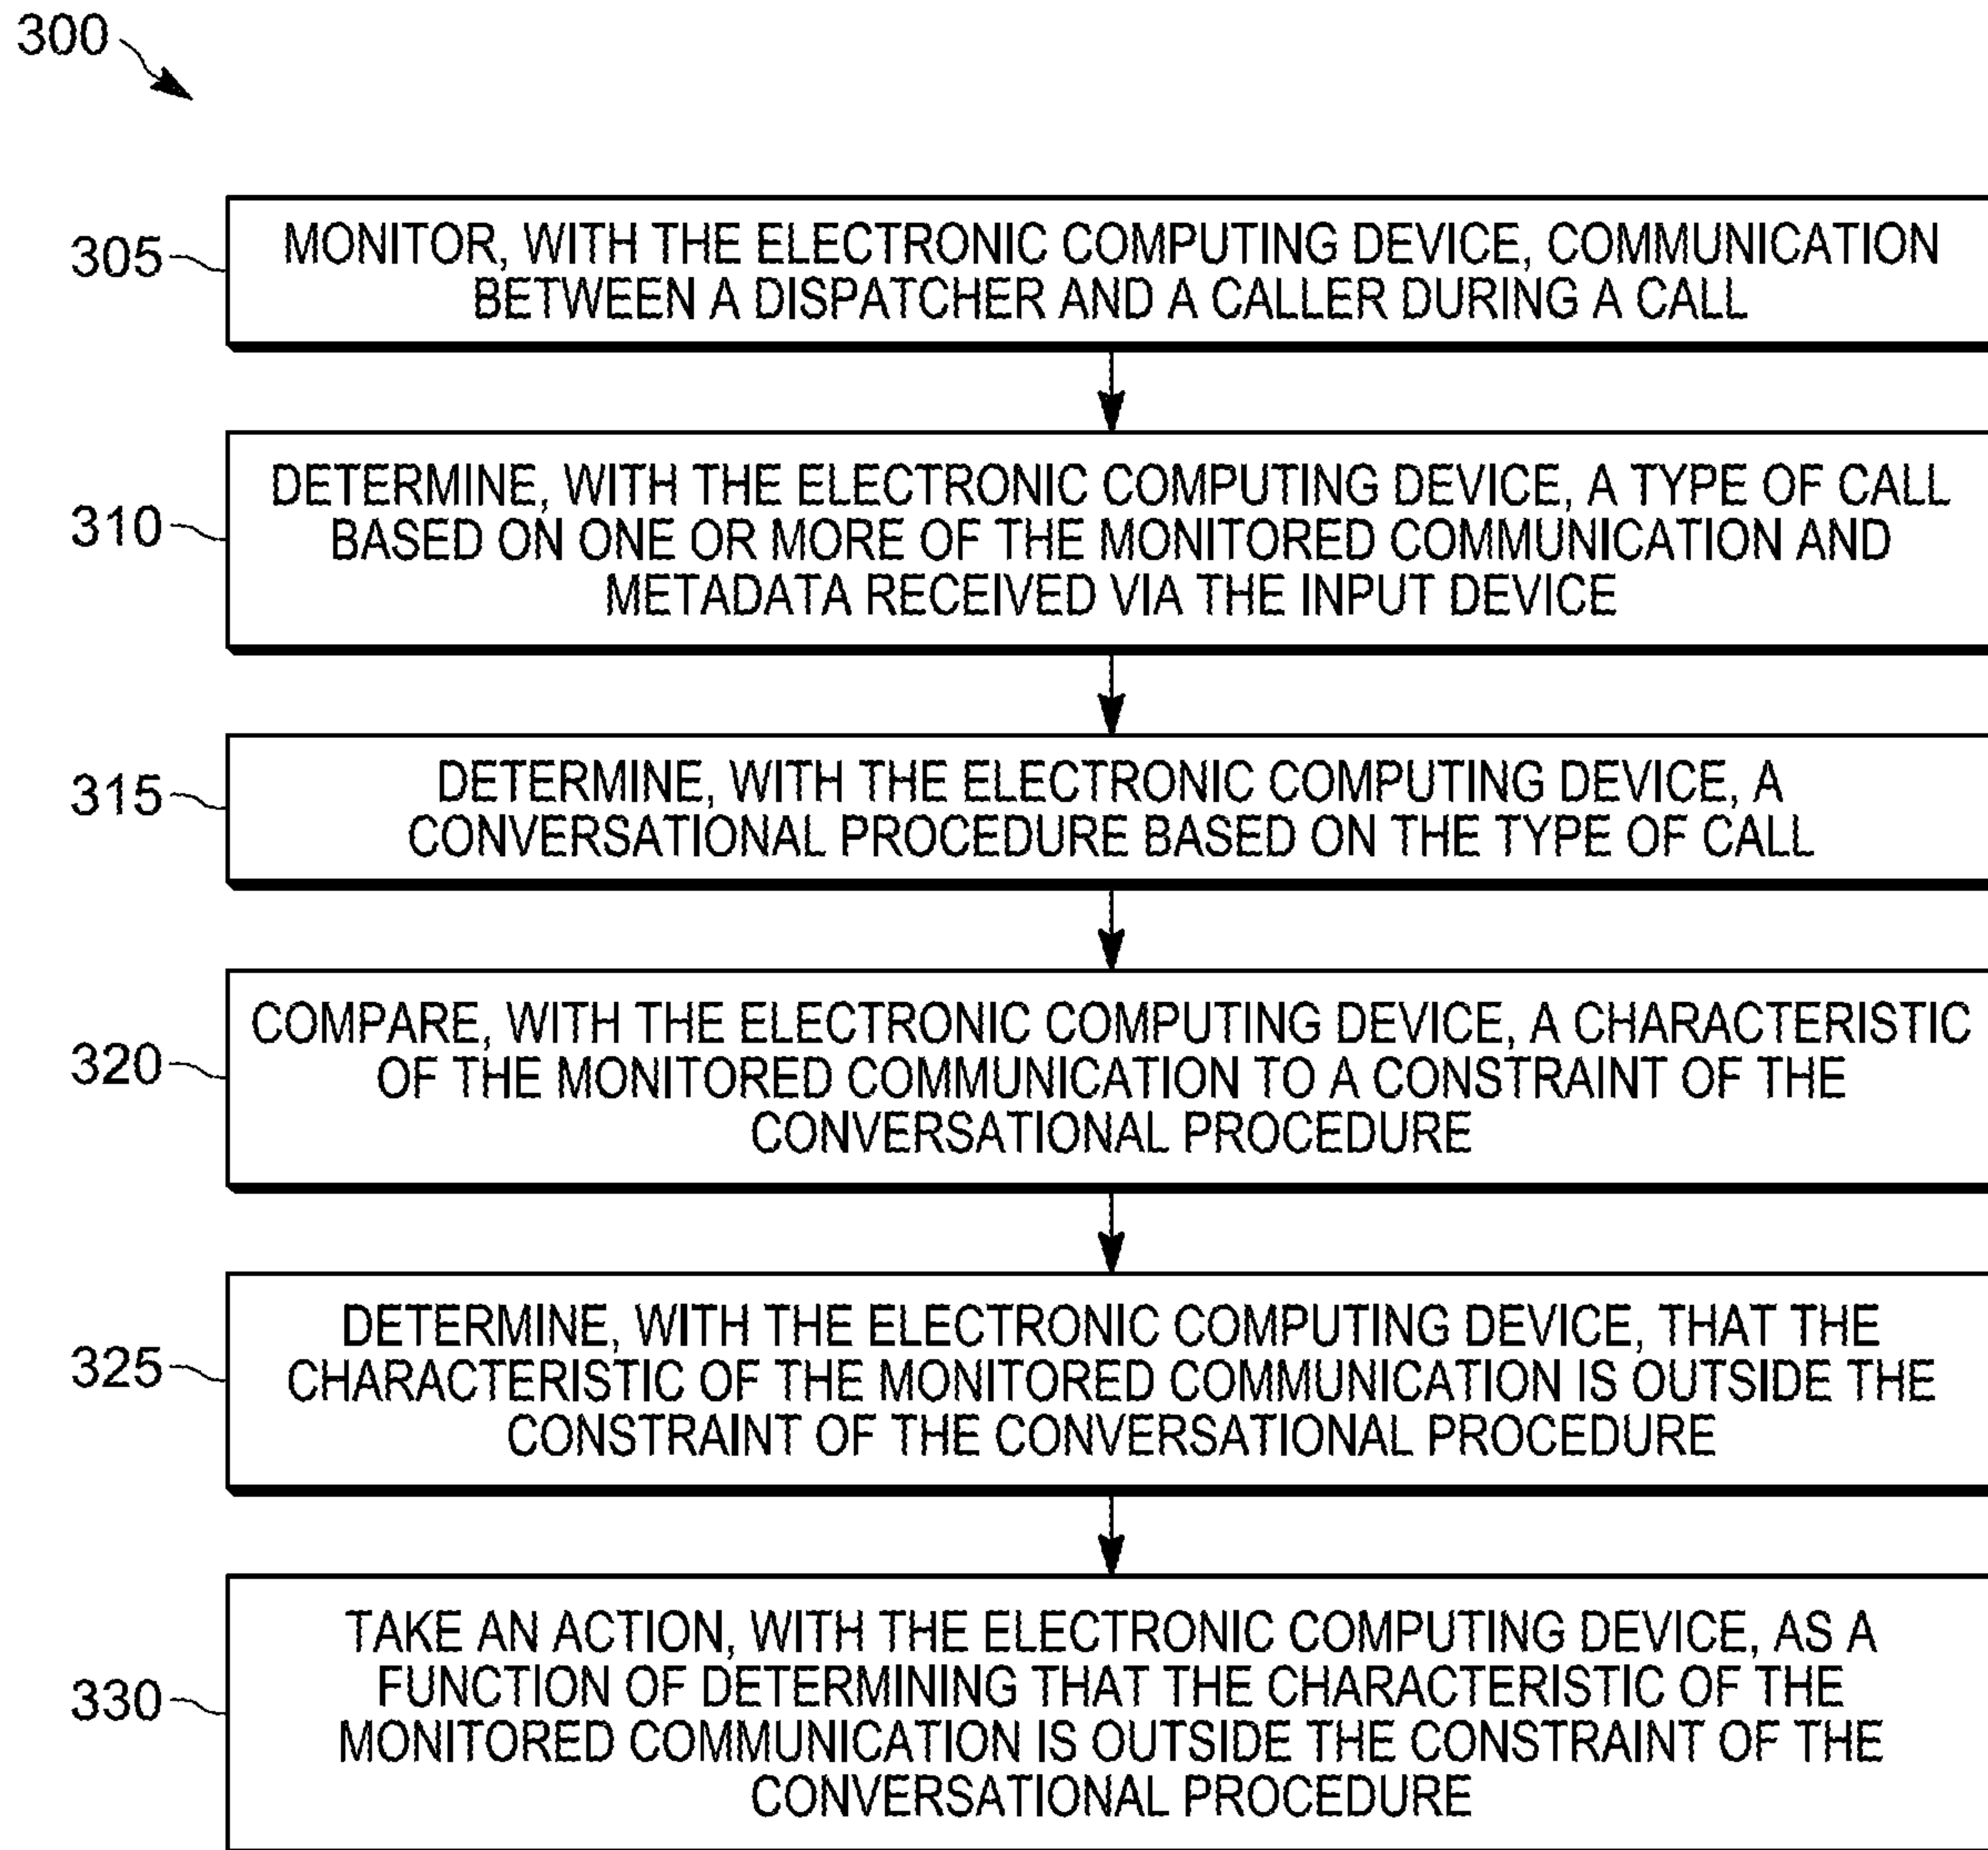 300
305
MONITOR, WITH THE ELECTRONIC COMPUTING DEVICE, COMMUNICATION
BETWEEN A DISPATCHER AND A CALLER DURING A CALL
310
DETERMINE, WITH THE ELECTRONIC COMPUTING DEVICE, A TYPE OF CALL
BASED ON ONE OR MORE OF THE MONITORED COMMUNICATION AND
METADATA RECEIVED VIA THE INPUT DEVICE
315
DETERMINE, WITH THE ELECTRONIC COMPUTING DEVICE, A
CONVERSATIONAL PROCEDURE BASED ON THE TYPE OF CALL
320
COMPARE, WITH THE ELECTRONIC COMPUTING DEVICE, A CHARACTERISTIC
OF THE MONITORED COMMUNICATION TO A CONSTRAINT OF THE
CONVERSATIONAL PROCEDURE
325
DETERMINE, WITH THE ELECTRONIC COMPUTING DEVICE, THAT THE
CHARACTERISTIC OF THE MONITORED COMMUNICATION IS OUTSIDE THE
CONSTRAINT OF THE CONVERSATIONAL PROCEDURE
330
TAKE AN ACTION, WITH THE ELECTRONIC COMPUTING DEVICE, AS A
FUNCTION OF DETERMINING THAT THE CHARACTERISTIC OF THE
MONITORED COMMUNICATION IS OUTSIDE THE CONSTRAINT OF THE
CONVERSATIONAL PROCEDURE